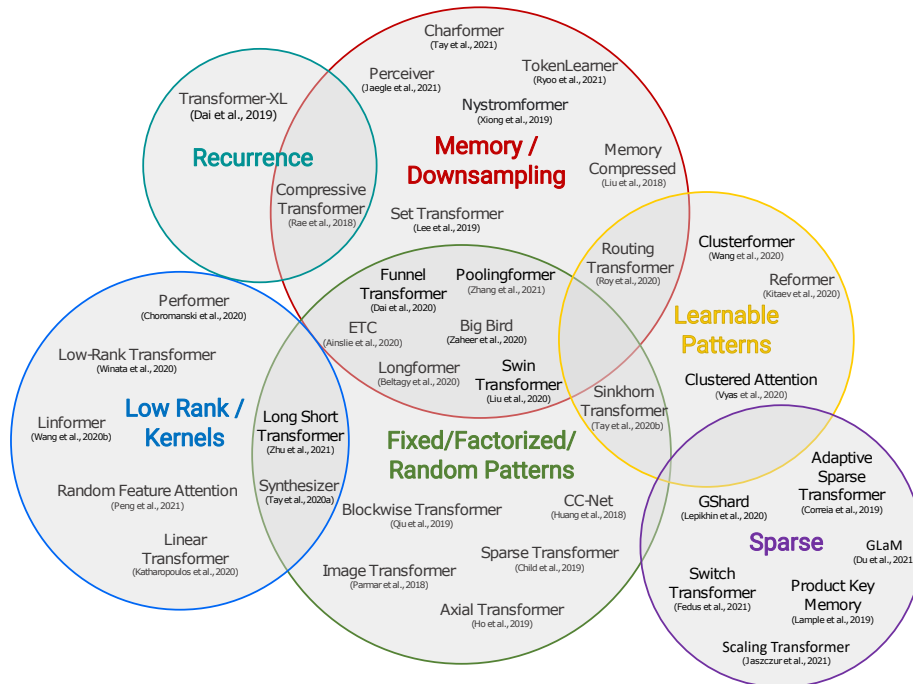 Charformer
(Tay et al., 2021)
TokenLearner
(Ryoo et al., 2021)
Perceiver
(Jaegle et al., 2021)
Transformer-XL
(Dai et al., 2019)
Nystromformer
(Xiong et al., 2019)
Recurrence
Memory /
Downsampling
Memory
Compressed
(Liu et al., 2018)
Compressive
Transformer
(Rae et al., 2018)
Set Transformer
(Lee et al., 2019)
Routing
Transformer
(Roy et al., 2020)
Clusterformer
(Wang et al., 2020)
Reformer
(Kitaev et al., 2020)
Funnel
Transformer
(Dai et al., 2020)
Poolingformer
(Zhang et al., 2021)
Performer
(Choromanski et al., 2020)
ETC
(Ainslie et al., 2020)
Big Bird
(Zaheer et al., 2020)
Learnable
Patterns
Low-Rank Transformer
(Winata et al., 2020)
Longformer
(Beltagy et al., 2020)
Swin
Transformer
(Liu et al., 2020)
Sinkhorn
Transformer
(Tay et al., 2020b)
Clustered Attention
(Vyas et al., 2020)
Linformer
(Wang et al., 2020b)
Low Rank /
Kernels
Long Short
Transformer
(Zhu et al., 2021)
Fixed/Factorized/
Random Patterns
Adaptive
Sparse
Transformer
(Correia et al., 2019)
Random Feature Attention
(Peng et al., 2021)
Synthesizer
(Tay et al., 2020a)
Blockwise Transformer
(Qiu et al., 2019)
CC-Net
(Huang et al., 2018)
GShard
(Lepikhin et al., 2020)
Sparse
GLaM
(Du et al., 2021
Linear
Transformer
(Katharopoulos et al., 2020)
Image Transformer
(Parmar et al., 2018)
Sparse Transformer
(Child et al., 2019)
Switch
Transformer
(Fedus et al., 2021)
Product Key
Memory
(Lample et al., 2019)
Axial Transformer
(Ho et al., 2019)
Scaling Transformer
(Jaszczur et al., 2021)